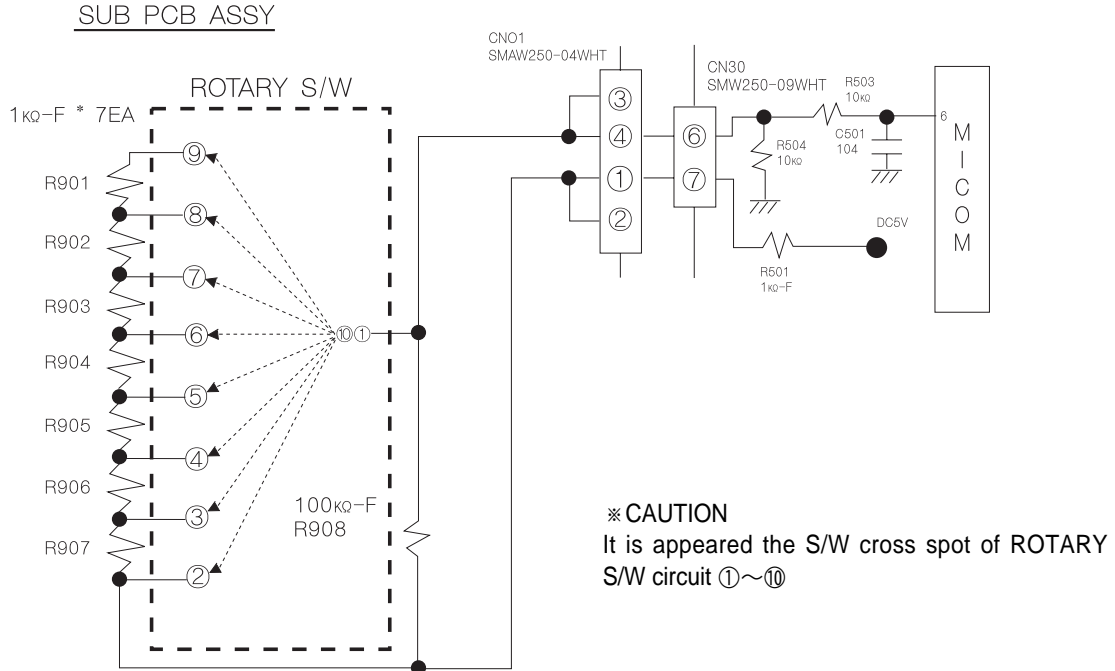 SUB PCB ASSY
CN01
SMAW250-04WHT
CN30
SMW250-09WHT
ROTARY S/W
1㏀-F * 7EA
R503
10㏀
③
④
①
②
⑥
⑦
R504
10㏀
C501
104
6
MICOM
DC5V
R501
1㏀-F
R901
R902
R903
R904
R905
R906
R907
⑨
⑧
⑦
⑥
⑤
④
③
②
⑩①
100㏀-F
R908
※CAUTION
It is appeared the S/W cross spot of ROTARY
S/W circuit ①~⑩